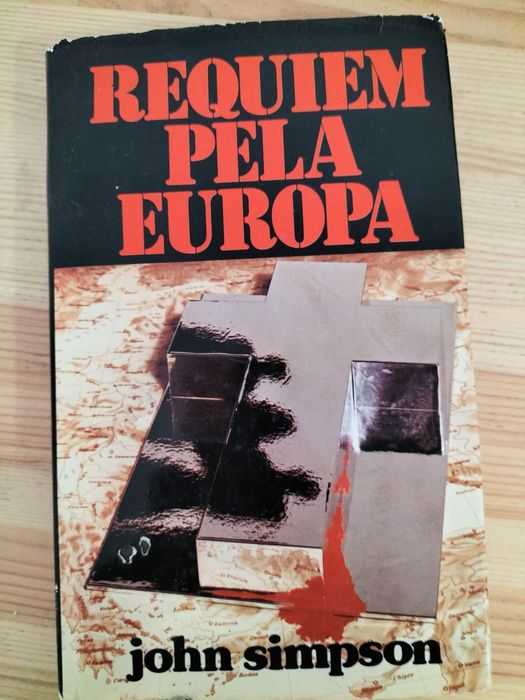 REQUIEM
PELA
EUROPA
john simpson